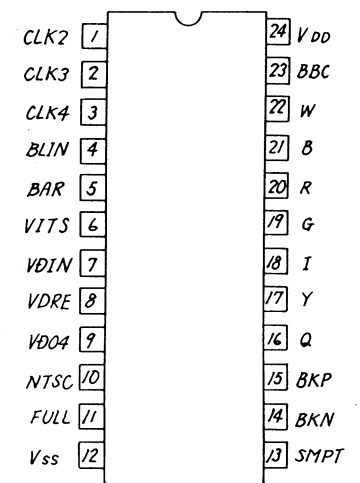 CLK2 1 24 VDD
CLK3 2 23 BBC
CLK4 3 22 W
BLIN 4 21 B
BAR 5 20 R
VITS 6 19 G
VDIN 7 18 I
VDRE 8 17 Y
VD04 9 16 Q
NTSC 10 15 BKP
FULL 11 14 BKN
Vss 12 13 SMPT